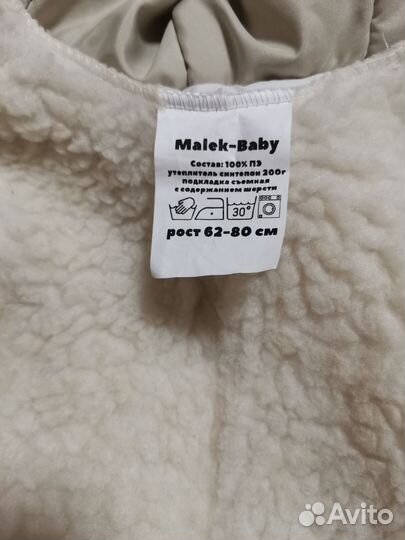 Malek-Baby
Состав: 100% ПЭ
утеплитель синтепон 200г
подкладка съемная
с содержанием шерсти
30°
рост 62-80 см
Avito